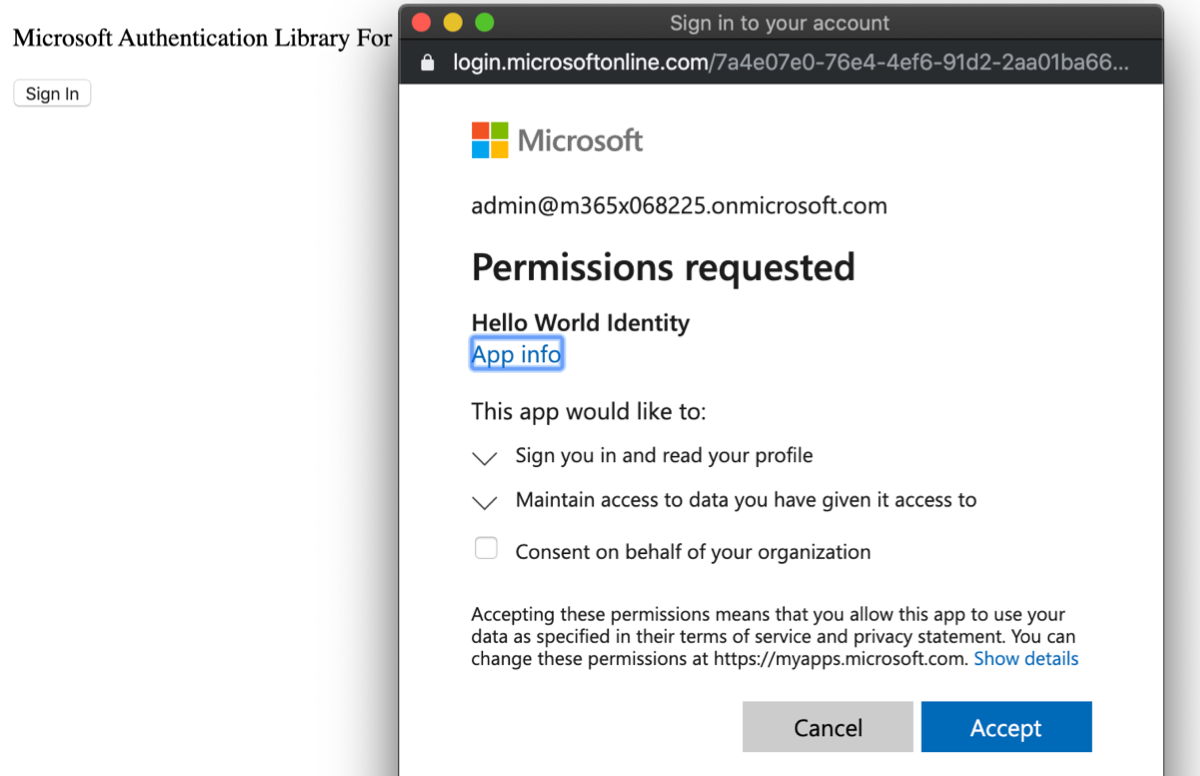 Microsoft Authentication Library For
Sign In
Sign in to your account
login.microsoftonline.com/7a4e07e0-76e4-4ef6-91d2-2aa01ba66...
Microsoft
admin@m365x068225.onmicrosoft.com
Permissions requested
Hello World Identity
App info
This app would like to:
Sign you in and read your profile
Maintain access to data you have given it access to
Consent on behalf of your organization
Accepting these permissions means that you allow this app to use your
data as specified in their terms of service and privacy statement. You can
change these permissions at https://myapps.microsoft.com. Show details
Cancel
Accept